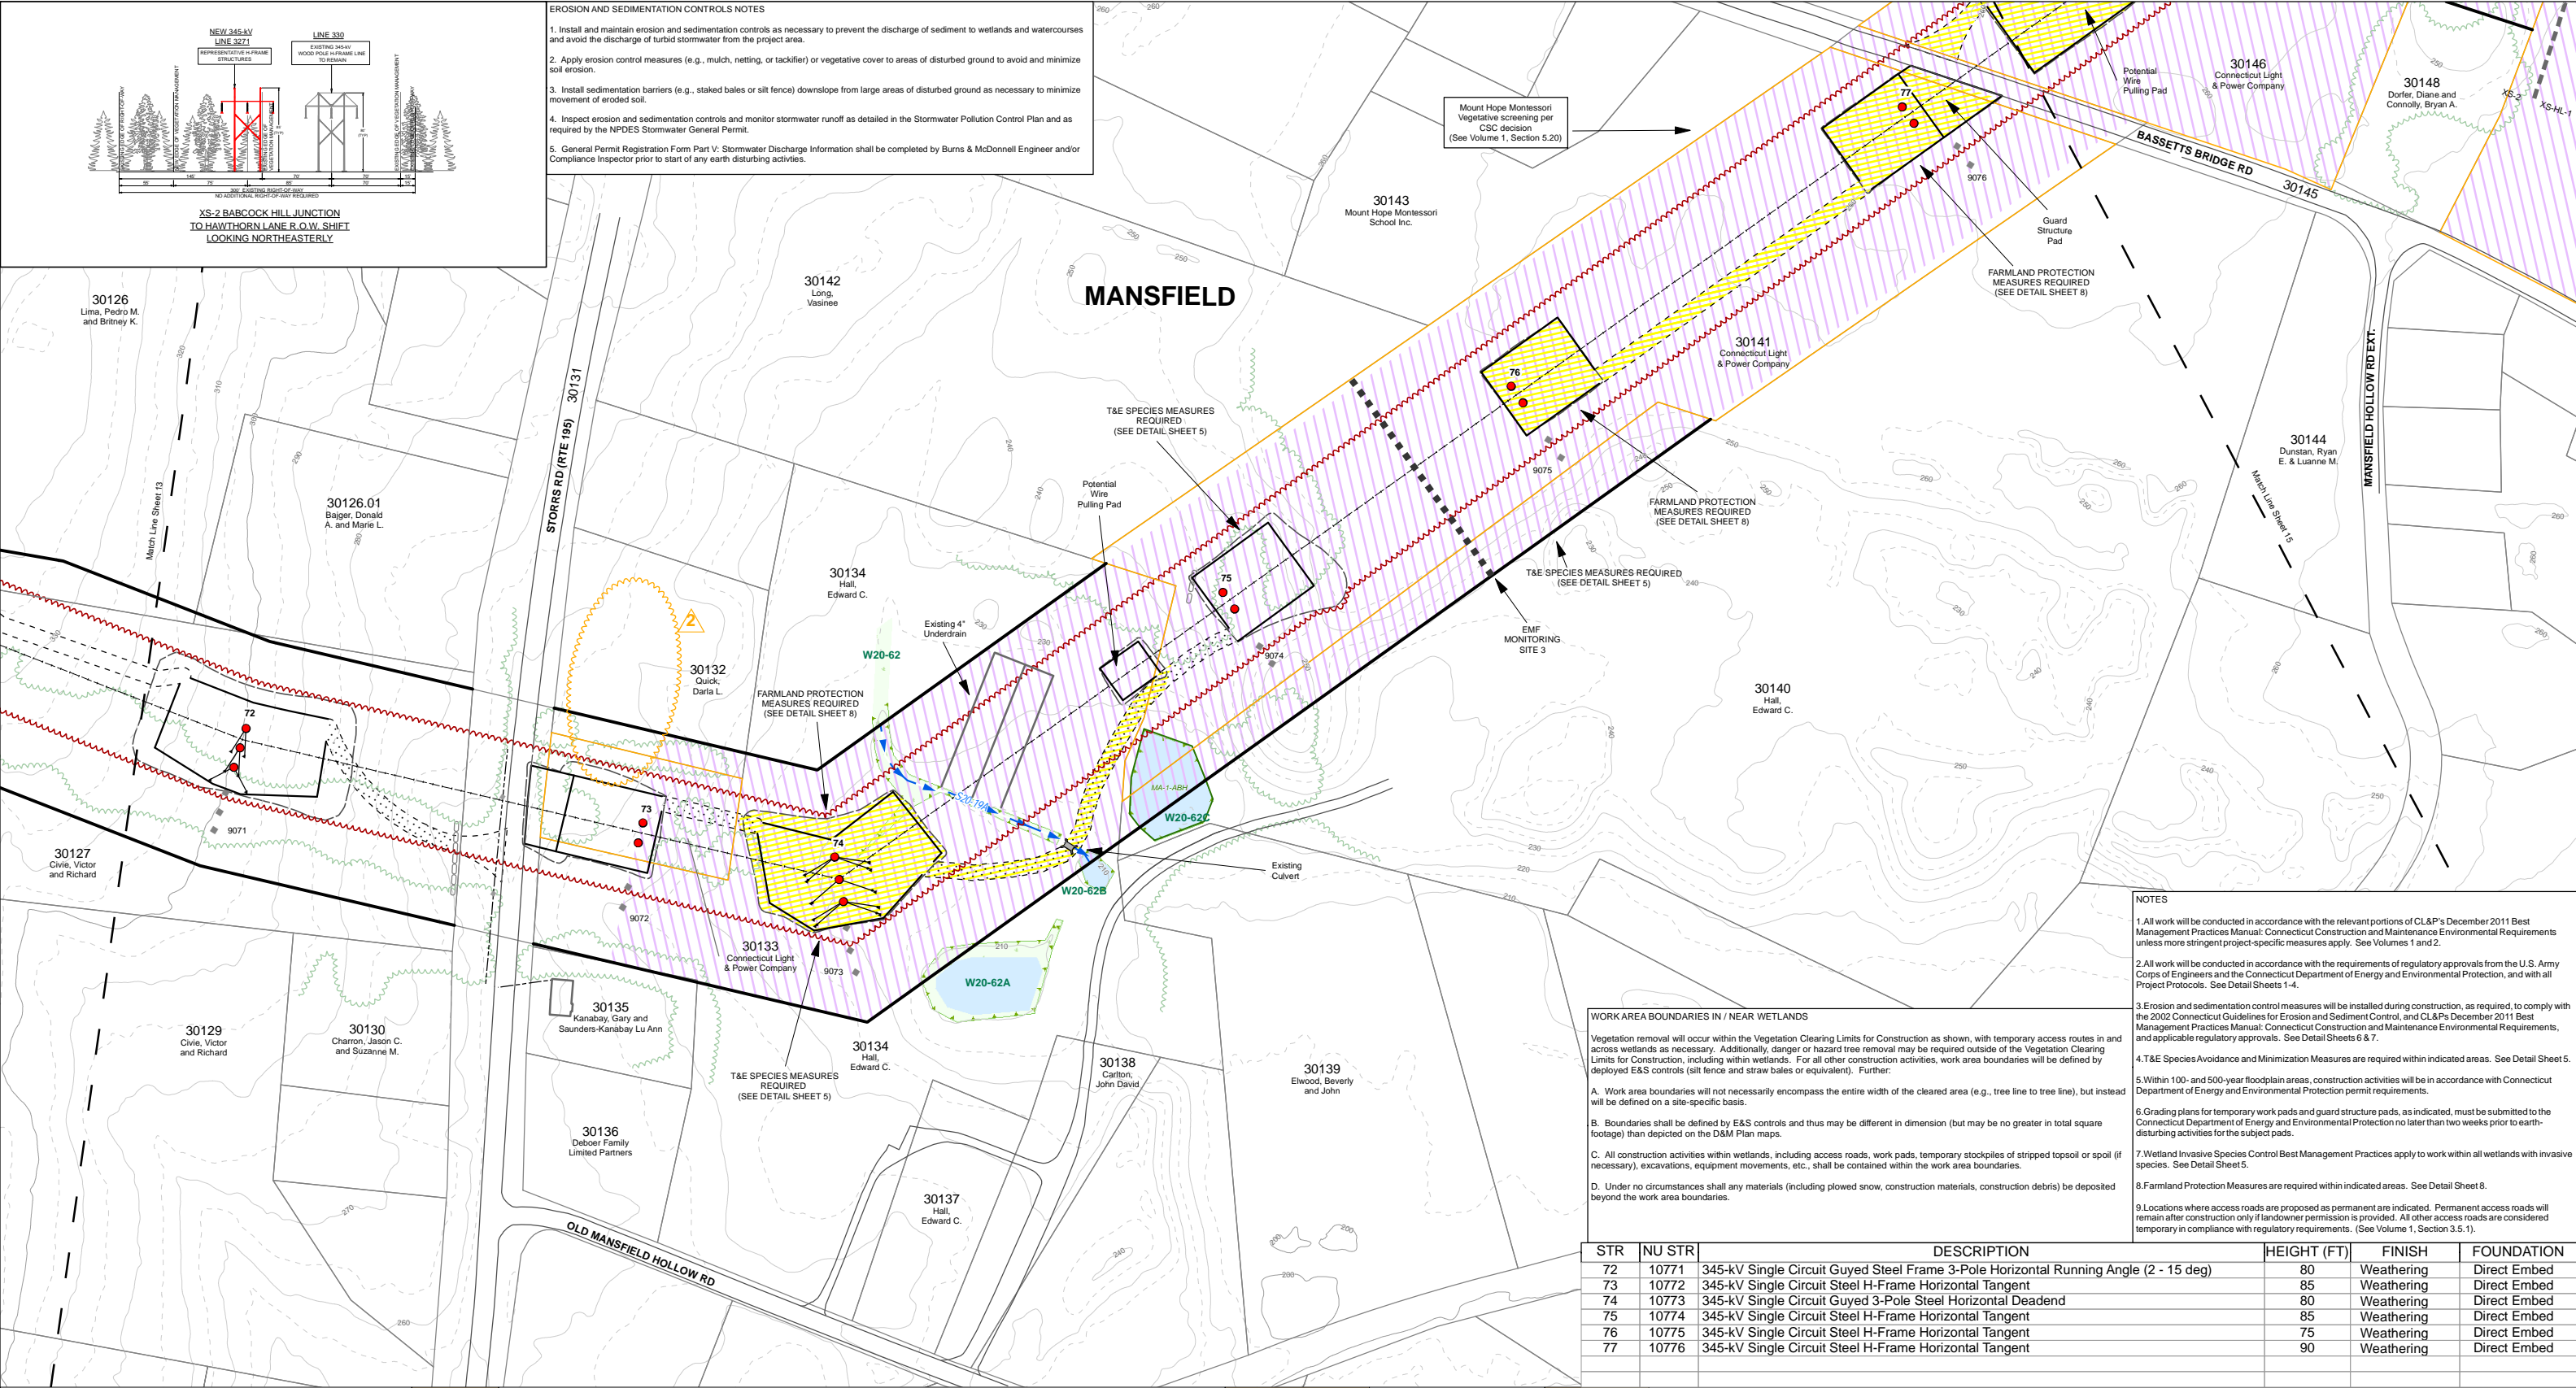 NEW 345-kV
LINE 3271
REPRESENTATIVE H-FRAME
STRUCTURES
LINE 330
EXISTING 345-kV
WOOD POLE H-FRAME LINE
TO REMAIN
300' EXISTING RIGHT-OF-WAY
NO ADDITIONAL RIGHT-OF-WAY REQUIRED
XS-2 BABCOCK HILL JUNCTION
TO HAWTHORN LANE R.O.W. SHIFT
LOOKING NORTHEASTERLY
EROSION AND SEDIMENTATION CONTROLS NOTES
1. Install and maintain erosion and sedimentation controls as necessary to prevent the discharge of sediment to wetlands and watercourses
and avoid the discharge of turbid stormwater from the project area.
2. Apply erosion control measures (e.g., mulch, netting, or tackifier) or vegetative cover to areas of disturbed ground to avoid and minimize
soil erosion.
3. Install sedimentation barriers (e.g., staked bales or silt fence) downslope from large areas of disturbed ground as necessary to minimize
movement of eroded soil.
4. Inspect erosion and sedimentation controls and monitor stormwater runoff as detailed in the Stormwater Pollution Control Plan and as
required by the NPDES Stormwater General Permit.
5. General Permit Registration Form Part V: Stormwater Discharge Information shall be completed by Burns & McDonnell Engineer and/or
Compliance Inspector prior to start of any earth disturbing activities.
Mount Hope Montessori
Vegetative screening per
CSC decision
(See Volume 1, Section 5.20)
30143
Mount Hope Montessori
School Inc.
77
9076
Potential
Wire
Pulling Pad
30146
Connecticut Light
& Power Company
30148
Dorfer, Diane and
Connolly, Bryan A.
XS-2
XS-HL-1
BASSETTS BRIDGE RD
30145
Guard
Structure
Pad
FARMLAND PROTECTION
MEASURES REQUIRED
(SEE DETAIL SHEET 8)
MANSFIELD
30142
Long,
Vasinee
30126
Lima, Pedro M.
and Britney K.
Match Line Sheet 13
30126.01
Bajger, Donald
A. and Marie L.
STORRS RD (RTE 195)
30131
30141
Connecticut Light
& Power Company
76
9075
FARMLAND PROTECTION
MEASURES REQUIRED
(SEE DETAIL SHEET 8)
T&E SPECIES MEASURES REQUIRED
(SEE DETAIL SHEET 5)
EMF
MONITORING
SITE 3
T&E SPECIES MEASURES
REQUIRED
(SEE DETAIL SHEET 5)
Potential
Wire
Pulling Pad
75
9074
MANSFIELD HOLLOW RD EXT.
30144
Dunstan, Ryan
E. & Luanne M.
Match Line Sheet 15
30134
Hall,
Edward C.
Existing 4"
Underdrain
W20-62
2
30132
Quick,
Darla L.
FARMLAND PROTECTION
MEASURES REQUIRED
(SEE DETAIL SHEET 8)
30140
Hall,
Edward C.
72
9071
73
9072
74
9073
S20-19A
MA-1-ABH
W20-62C
W20-62B
W20-62A
Existing
Culvert
30127
Civie, Victor
and Richard
30133
Connecticut Light
& Power Company
30129
Civie, Victor
and Richard
30130
Charron, Jason C.
and Suzanne M.
30135
Kanabay, Gary and
Saunders-Kanabay Lu Ann
30134
Hall,
Edward C.
T&E SPECIES MEASURES
REQUIRED
(SEE DETAIL SHEET 5)
30138
Carlton,
John David
30139
Elwood, Beverly
and John
30136
Deboer Family
Limited Partners
30137
Hall,
Edward C.
OLD MANSFIELD HOLLOW RD
WORK AREA BOUNDARIES IN / NEAR WETLANDS
Vegetation removal will occur within the Vegetation Clearing Limits for Construction as shown, with temporary access routes in and
across wetlands as necessary. Additionally, danger or hazard tree removal may be required outside of the Vegetation Clearing
Limits for Construction, including within wetlands. For all other construction activities, work area boundaries will be defined by
deployed E&S controls (silt fence and straw bales or equivalent). Further:
A. Work area boundaries will not necessarily encompass the entire width of the cleared area (e.g., tree line to tree line), but instead
will be defined on a site-specific basis.
B. Boundaries shall be defined by E&S controls and thus may be different in dimension (but may be no greater in total square
footage) than depicted on the D&M Plan maps.
C. All construction activities within wetlands, including access roads, work pads, temporary stockpiles of stripped topsoil or spoil (if
necessary), excavations, equipment movements, etc., shall be contained within the work area boundaries.
D. Under no circumstances shall any materials (including plowed snow, construction materials, construction debris) be deposited
beyond the work area boundaries.
NOTES
1.All work will be conducted in accordance with the relevant portions of CL&P's December 2011 Best
Management Practices Manual: Connecticut Construction and Maintenance Environmental Requirements
unless more stringent project-specific measures apply. See Volumes 1 and 2.
2.All work will be conducted in accordance with the requirements of regulatory approvals from the U.S. Army
Corps of Engineers and the Connecticut Department of Energy and Environmental Protection, and with all
Project Protocols. See Detail Sheets 1-4.
3.Erosion and sedimentation control measures will be installed during construction, as required, to comply with
the 2002 Connecticut Guidelines for Erosion and Sediment Control, and CL&Ps December 2011 Best
Management Practices Manual: Connecticut Construction and Maintenance Environmental Requirements,
and applicable regulatory approvals. See Detail Sheets 6 & 7.
4.T&E Species Avoidance and Minimization Measures are required within indicated areas. See Detail Sheet 5.
5.Within 100- and 500-year floodplain areas, construction activities will be in accordance with Connecticut
Department of Energy and Environmental Protection permit requirements.
6.Grading plans for temporary work pads and guard structure pads, as indicated, must be submitted to the
Connecticut Department of Energy and Environmental Protection no later than two weeks prior to earth-
disturbing activities for the subject pads.
7.Wetland Invasive Species Control Best Management Practices apply to work within all wetlands with invasive
species. See Detail Sheet 5.
8.Farmland Protection Measures are required within indicated areas. See Detail Sheet 8.
9.Locations where access roads are proposed as permanent are indicated. Permanent access roads will
remain after construction only if landowner permission is provided. All other access roads are considered
temporary in compliance with regulatory requirements. (See Volume 1, Section 3.5.1).
STR NU STR DESCRIPTION HEIGHT (FT) FINISH FOUNDATION
72 10771 345-kV Single Circuit Guyed Steel Frame 3-Pole Horizontal Running Angle (2 - 15 deg) 80 Weathering Direct Embed
73 10772 345-kV Single Circuit Steel H-Frame Horizontal Tangent 85 Weathering Direct Embed
74 10773 345-kV Single Circuit Guyed 3-Pole Steel Horizontal Deadend 80 Weathering Direct Embed
75 10774 345-kV Single Circuit Steel H-Frame Horizontal Tangent 85 Weathering Direct Embed
76 10775 345-kV Single Circuit Steel H-Frame Horizontal Tangent 75 Weathering Direct Embed
77 10776 345-kV Single Circuit Steel H-Frame Horizontal Tangent 90 Weathering Direct Embed